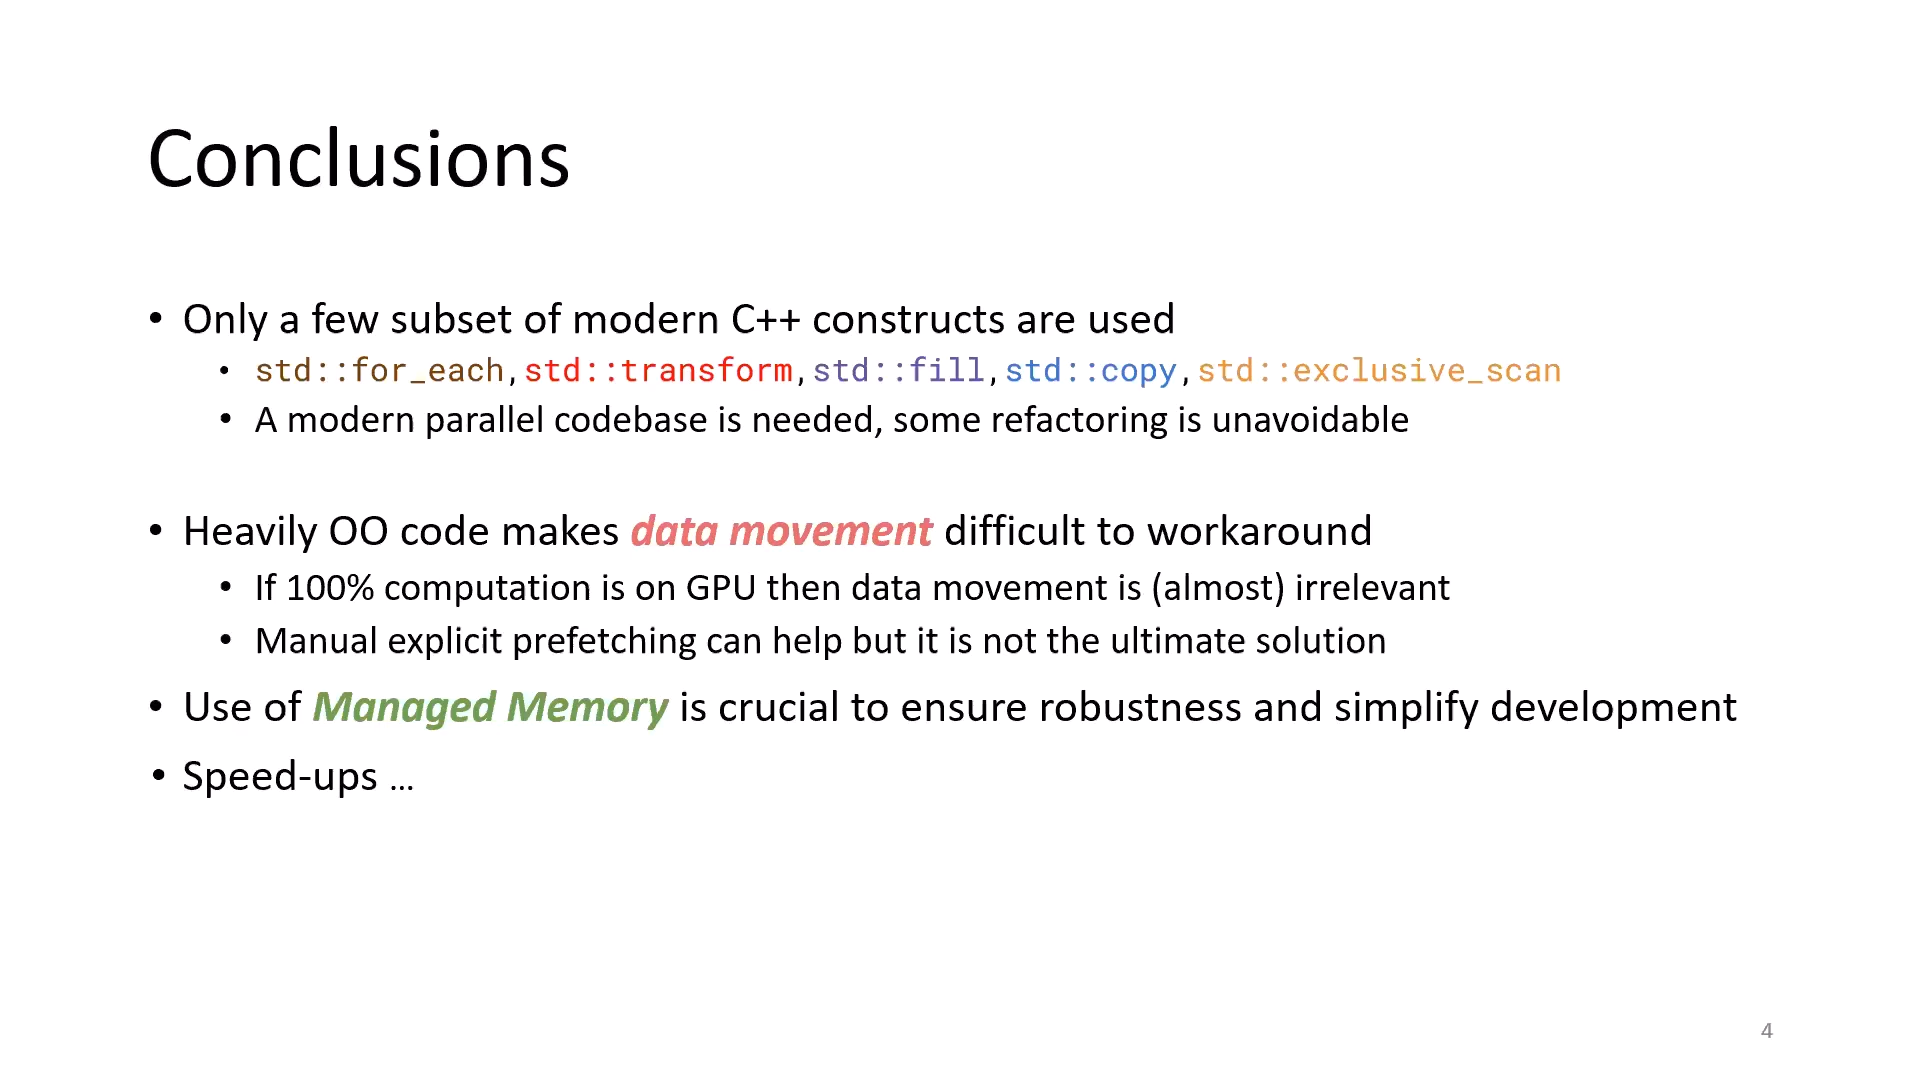 Conclusions
• Only a few subset of modern C++ constructs are used
• std::for_each,std::transform,std::fill,std::copy,std::exclusive_scan
• A modern parallel codebase is needed, some refactoring is unavoidable
• Heavily OO code makes data movement difficult to workaround
• If 100% computation is on GPU then data movement is (almost) irrelevant
• Manual explicit prefetching can help but it is not the ultimate solution
• Use of Managed Memory is crucial to ensure robustness and simplify development
• Speed-ups …
4